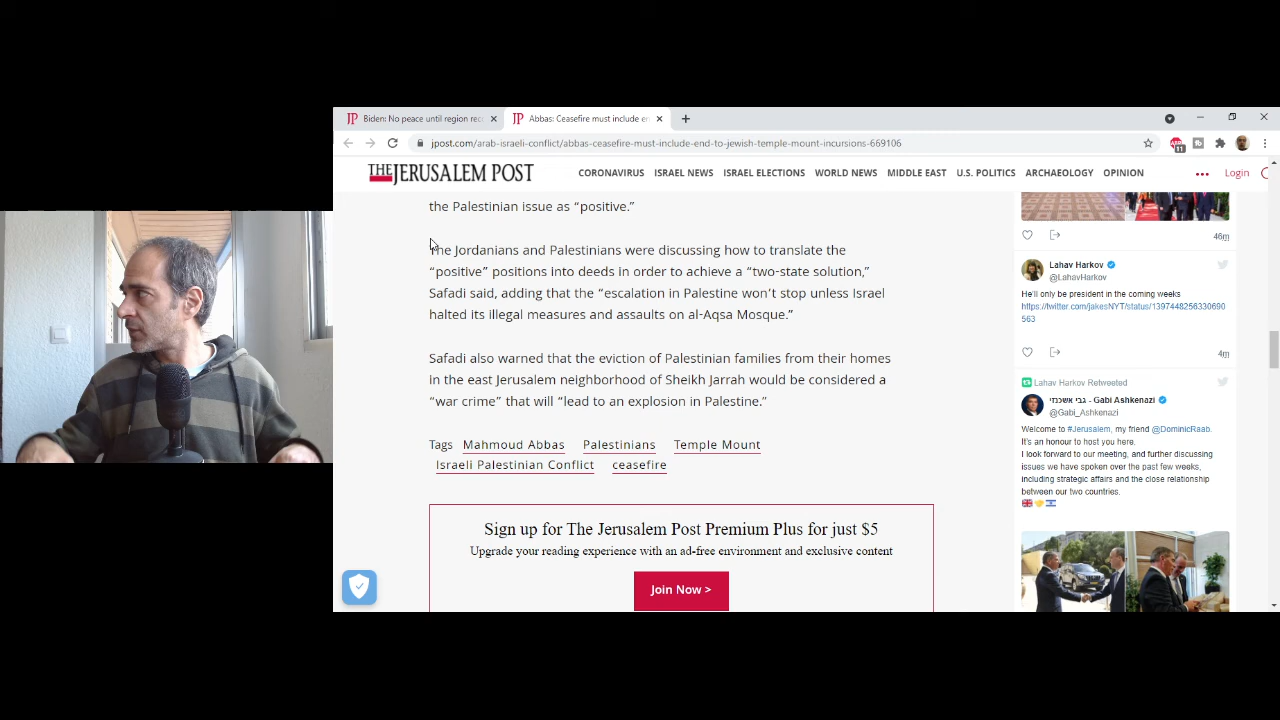 Biden: No peace until region rec
Abbas: Ceasefire must include en
jpost.com/arab-israeli-conflict/abbas-ceasefire-must-include-end-to-jewish-temple-mount-incursions-669106
11
THE JERUSALEM POST
CORONAVIRUS ISRAEL NEWS ISRAEL ELECTIONS WORLD NEWS MIDDLE EAST U.S. POLITICS ARCHAEOLOGY OPINION
Login
the Palestinian issue as “positive.”
The Jordanians and Palestinians were discussing how to translate the
“positive” positions into deeds in order to achieve a “two-state solution,”
Safadi said, adding that the “escalation in Palestine won’t stop unless Israel
helted its illegal measures and assaults on al-Aqsa Mosque.”
Safadi also warned that the eviction of Palestinian families from their homes
in the east Jerusalem neighborhood of Sheikh Jarrah would be considered a
“war crime” that will “lead to an explosion in Palestine.”
Tags Mahmoud Abbas Palestinians Temple Mount
Israeli Palestinian Conflict ceasefire
Sign up for The Jerusalem Post Premium Plus for just $5
Upgrade your reading experience with an ad-free environment and exclusive content
Join Now >
46m
Lahav Harkov
@LahavHarkov
He'll only be president in the coming weeks
https://twitter.com/jakesNYT/status/1397448256330690
563
4m
Lahav Harkov Retweeted
גבי אשכנזי - Gabi Ashkenazi
@Gabi_Ashkenazi
Welcome to #Jerusalem, my friend @DominicRaab.
It's an honour to host you here.
I look forward to our meeting, and further discussing
issues we have spoken over the past few weeks,
including strategic affairs and the close relationship
between our two countries.